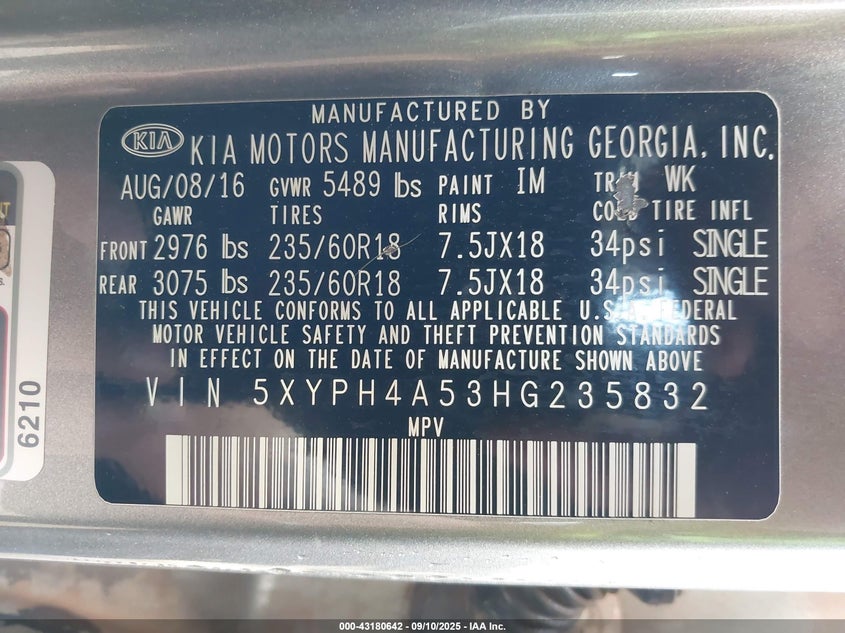 MANUFACTURED BY
KIA KIA MOTORS MANUFACTURING GEORGIA, INC.
AUG/08/16 GVWR 5489 lbs PAINT IM WK
GAWR TIRES RIMS TIRE INFL
FRONT 2976 lbs 235/60R18 7.5JX18 34psi SINGLE
REAR 3075 lbs 235/60R18 7.5JX18 34psi SINGLE
THIS VEHICLE CONFORMS TO ALL APPLICABLE U.S.A. FEDERAL
MOTOR VEHICLE SAFETY AND THEFT PREVENTION STANDARDS
IN EFFECT ON THE DATE OF MANUFACTURE SHOWN ABOVE
VIN 5XYPH4A53HG235832
MPV
6210
000-43180642 - 09/10/2025 - IAA Inc.